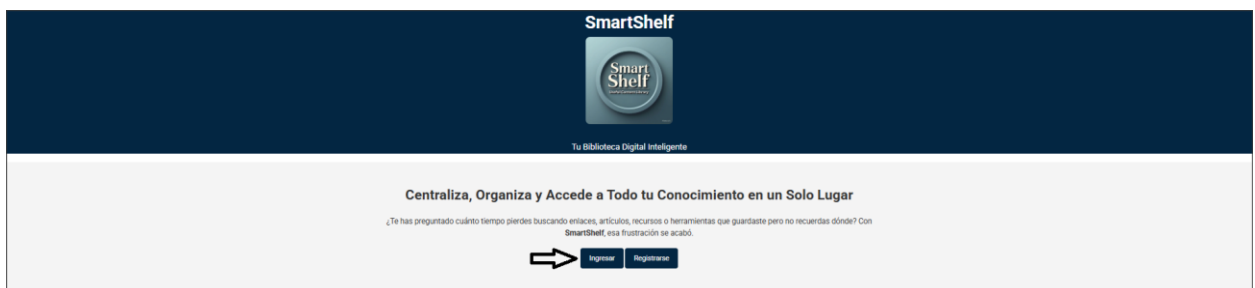 SmartShelf
Smart
Shelf
Tu Biblioteca Digital Inteligente
Centraliza, Organiza y Accede a Todo tu Conocimiento en un Solo Lugar
¿Te has preguntado cuánto tiempo pierdes buscando enlaces, artículos, recursos o herramientas que guardaste pero no recuerdas dónde? Con
SmartShelf, esa frustración se acabó.
Ingresar Registrarse